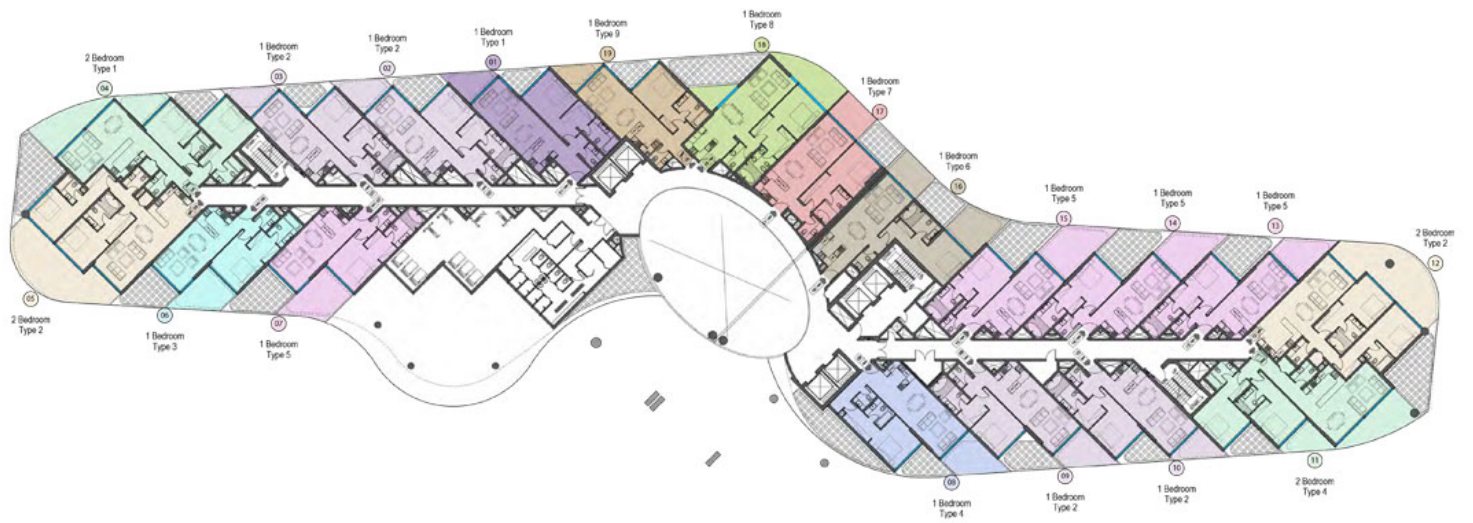 2 Bedroom
Type 1
04
1 Bedroom
Type 2
03
1 Bedroom
Type 2
02
1 Bedroom
Type 1
01
1 Bedroom
Type 9
19
1 Bedroom
Type 8
18
1 Bedroom
Type 7
17
1 Bedroom
Type 6
16
1 Bedroom
Type 5
15
1 Bedroom
Type 5
14
1 Bedroom
Type 5
13
2 Bedroom
Type 2
12
05
2 Bedroom
Type 2
06
1 Bedroom
Type 3
07
1 Bedroom
Type 5
08
1 Bedroom
Type 4
09
1 Bedroom
Type 2
10
1 Bedroom
Type 2
11
2 Bedroom
Type 4